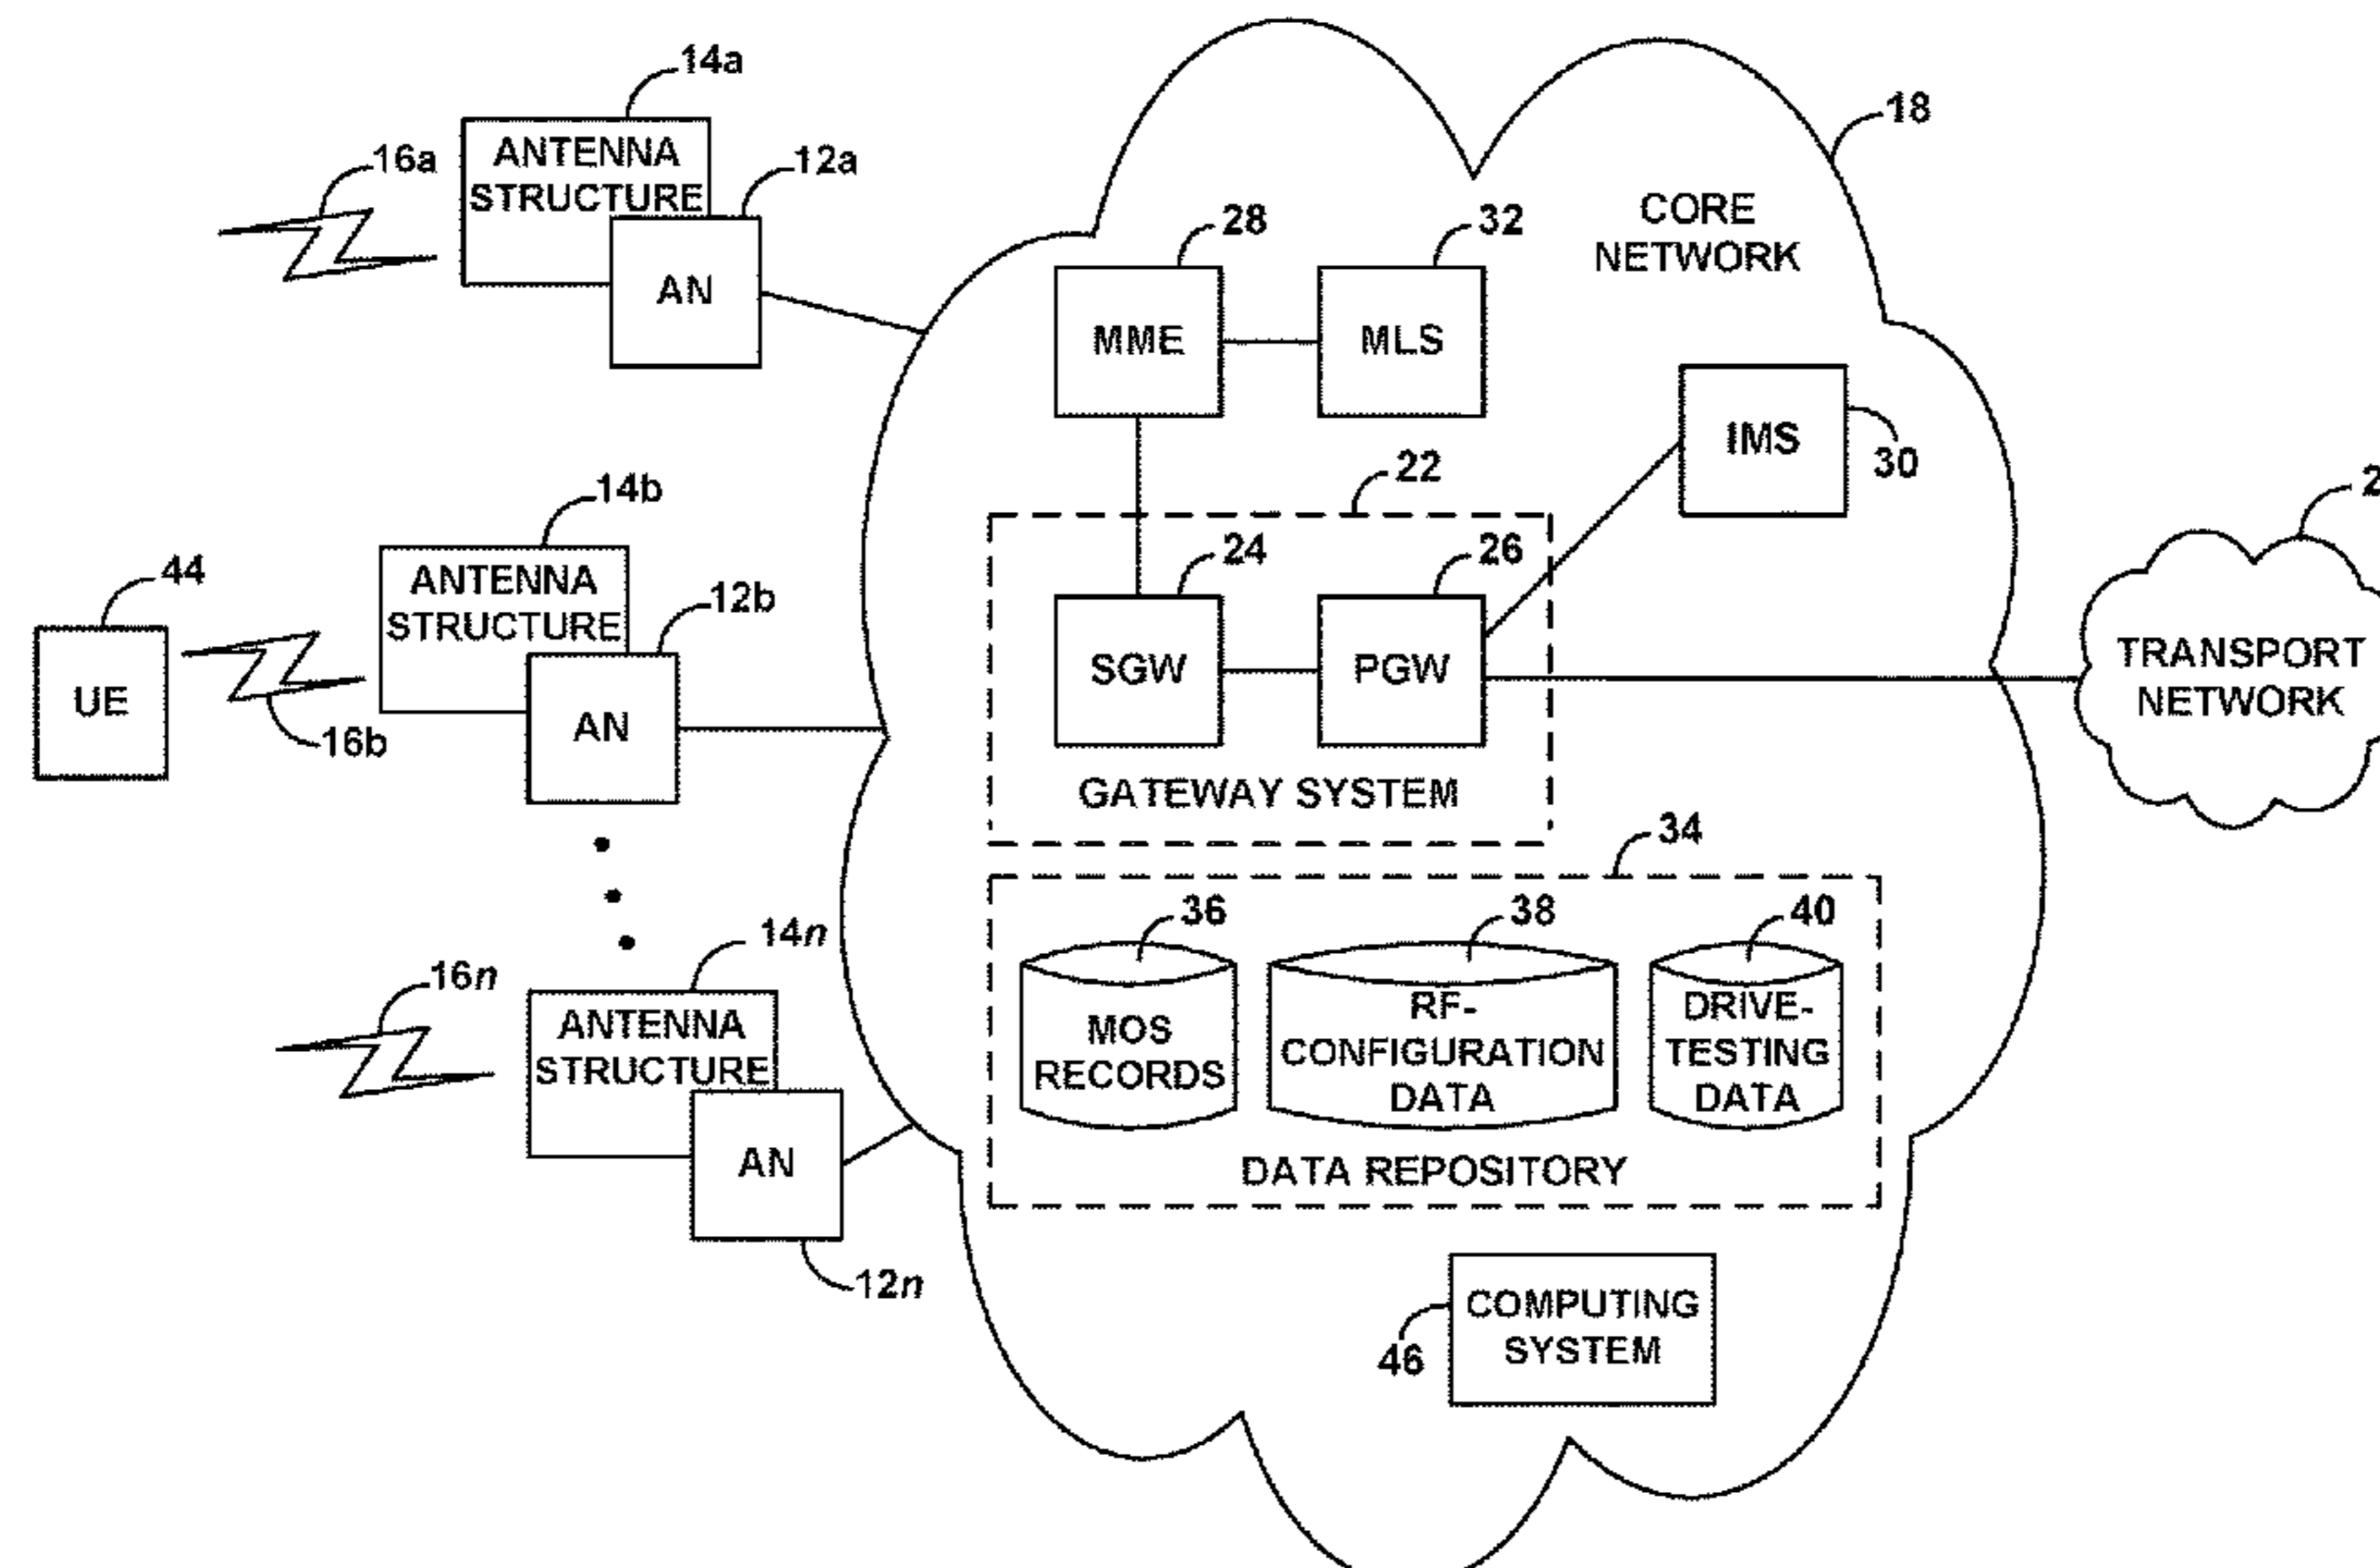 14a
ANTENNA
STRUCTURE
16a
12a
AN
18
CORE
NETWORK
28
32
MME
MLS
IMS
30
22
14b
ANTENNA
STRUCTURE
44
12b
UE
16b
AN
24
26
SGW
PGW
GATEWAY SYSTEM
2
TRANSPORT
NETWORK
34
36
38
40
MOS
RECORDS
RF-
CONFIGURATION
DATA
DRIVE-
TESTING
DATA
DATA REPOSITORY
14n
16n
ANTENNA
STRUCTURE
AN
12n
46
COMPUTING
SYSTEM